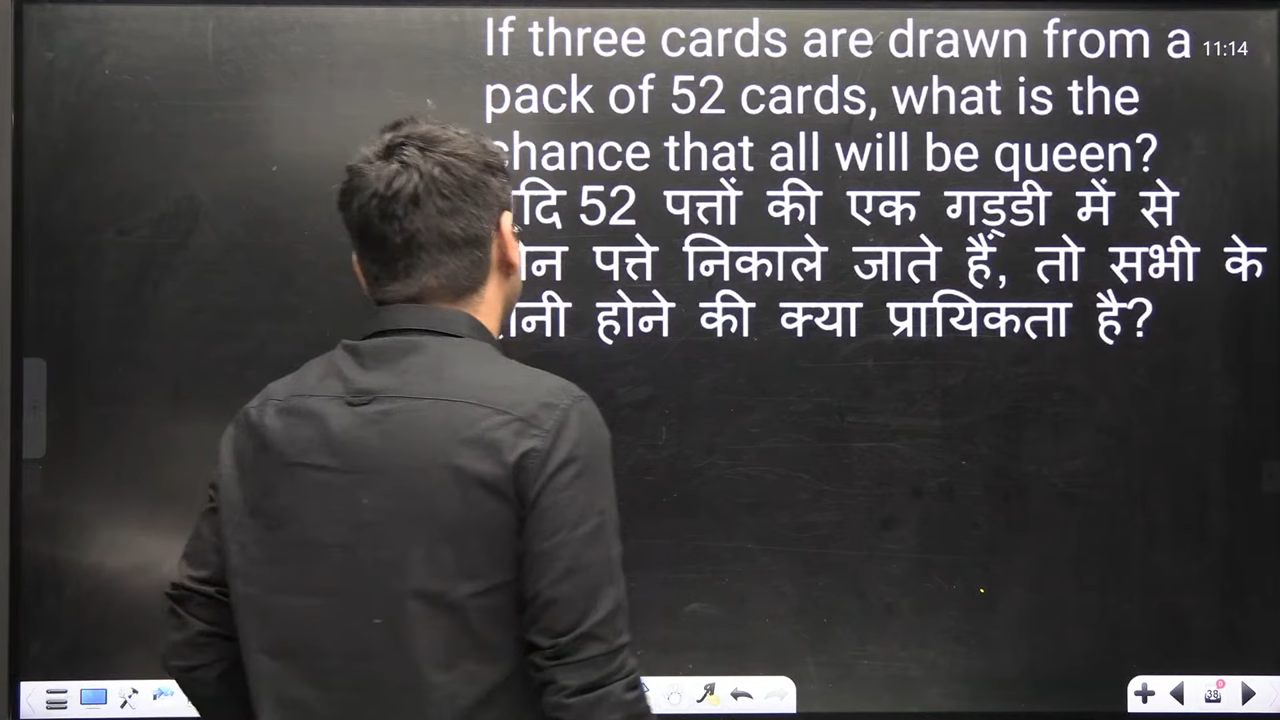 If three cards are drawn from a
11:14
pack of 52 cards, what is the
that all will be queen?
52 पत्तों की एक गड्डी में से
पत्ते निकाले जाते हैं, तो सभी के
होने की क्या प्रायिकता है?
38